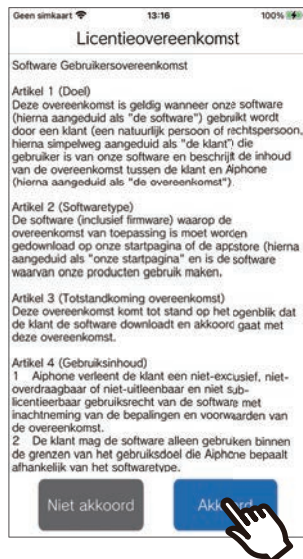 Geen simkaart 13:16 100%
Licentieovereenkomst
Software Gebruikersovereenkomst
Artikel 1 (Doel)
Deze overeenkomst is geldig wanneer onze software
(hierna aangeduid als "de software") gebruikt wordt
door een klant (een natuurlijk persoon of rechtspersoon,
hierna simpelweg aangeduid als "de klant") die
gebruiker is van onze software en beschrijft de inhoud
van de overeenkomst tussen de klant en Aiphone
(hierna aangeduid als "de overeenkomst").
Artikel 2 (Softwaretype)
De software (inclusief firmware) waarop de
overeenkomst van toepassing is moet worden
gedownload op onze startpagina of de appstore (hierna
aangeduid als "onze startpagina" en is de software
waarvan onze producten gebruik maken.
Artikel 3 (Totstandkoming overeenkomst)
Deze overeenkomst komt tot stand op het ogenblik dat
de klant de software downloadt en akkoord gaat met
deze overeenkomst.
Artikel 4 (Gebruiksinhoud)
1 Aiphone verleent de klant een niet-excusief, niet-
overdraagbaar of niet-uitleenbaar en niet sub-
licentieerbaar gebruiksrecht van de software met
inachtneming van de bepalingen en voorwaarden van
de overeenkomst.
2 De klant mag de software alleen gebruiken binnen
de grenzen van het gebruiksdoel die Aiphone bepaalt
afhankelijk van het softwaretype.
Niet akkoord Akkoord